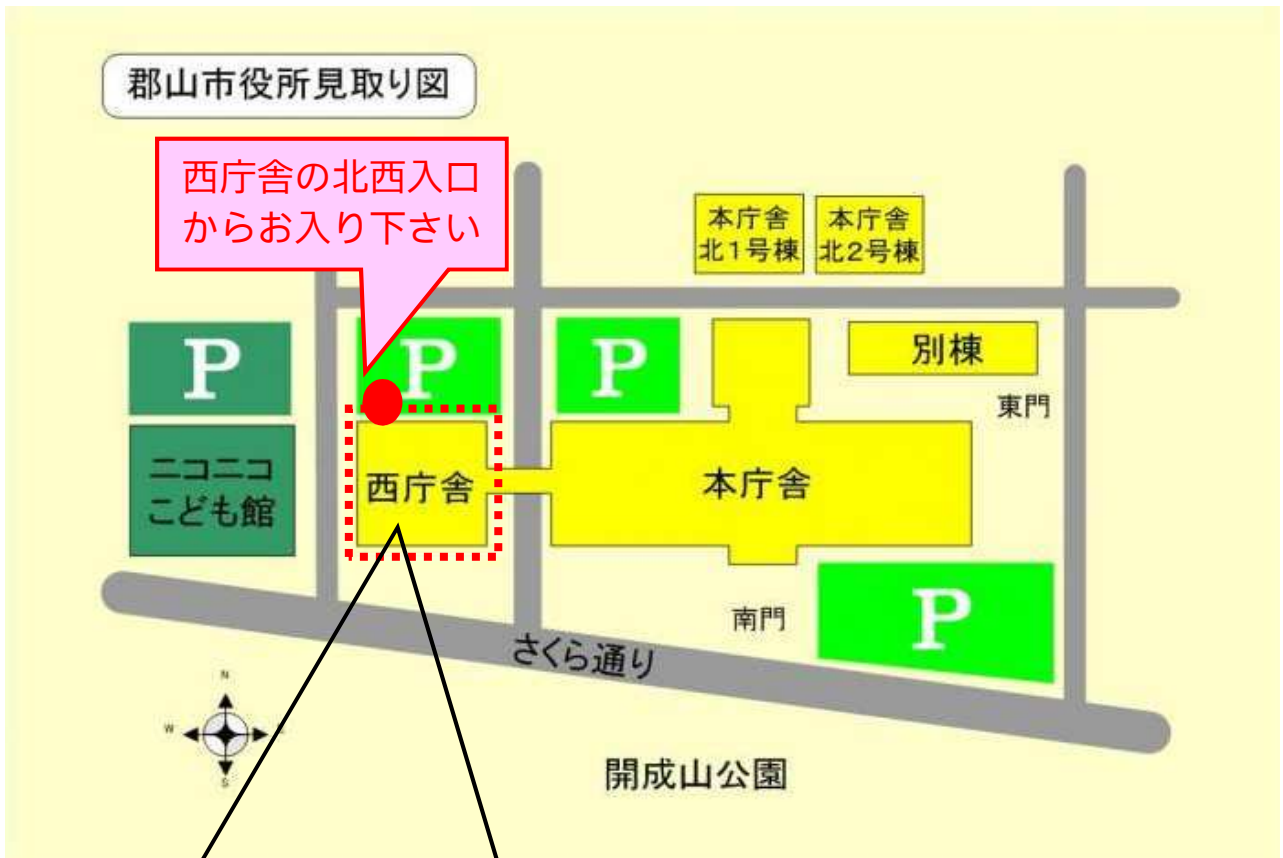 郡山市役所見取り図
西庁舎の北西入口
からお入り下さい
本庁舎
北1号棟
本庁舎
北2号棟
P
P
P
別棟
東門
ニコニコ
こども館
西庁舎
本庁舎
南門
P
さくら通り
N
W
S
開成山公園